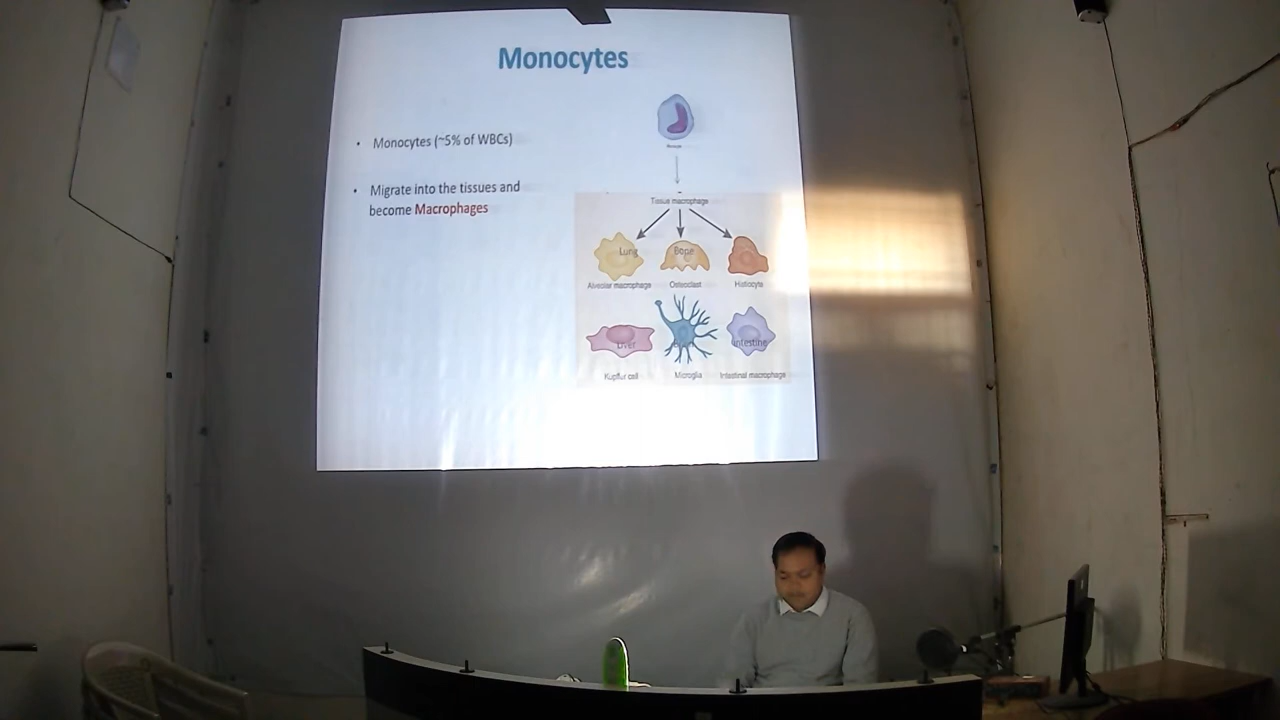 Monocytes
• Monocytes (~5% of WBCs)
• Migrate into the tissues and
become Macrophages
Tissue macrophage
Lung
Bone
Alveolar macrophage
Osteoclast
Histiocyte
Liver
intestine
Kupffur cell
Microglia
Intestinal macrophage